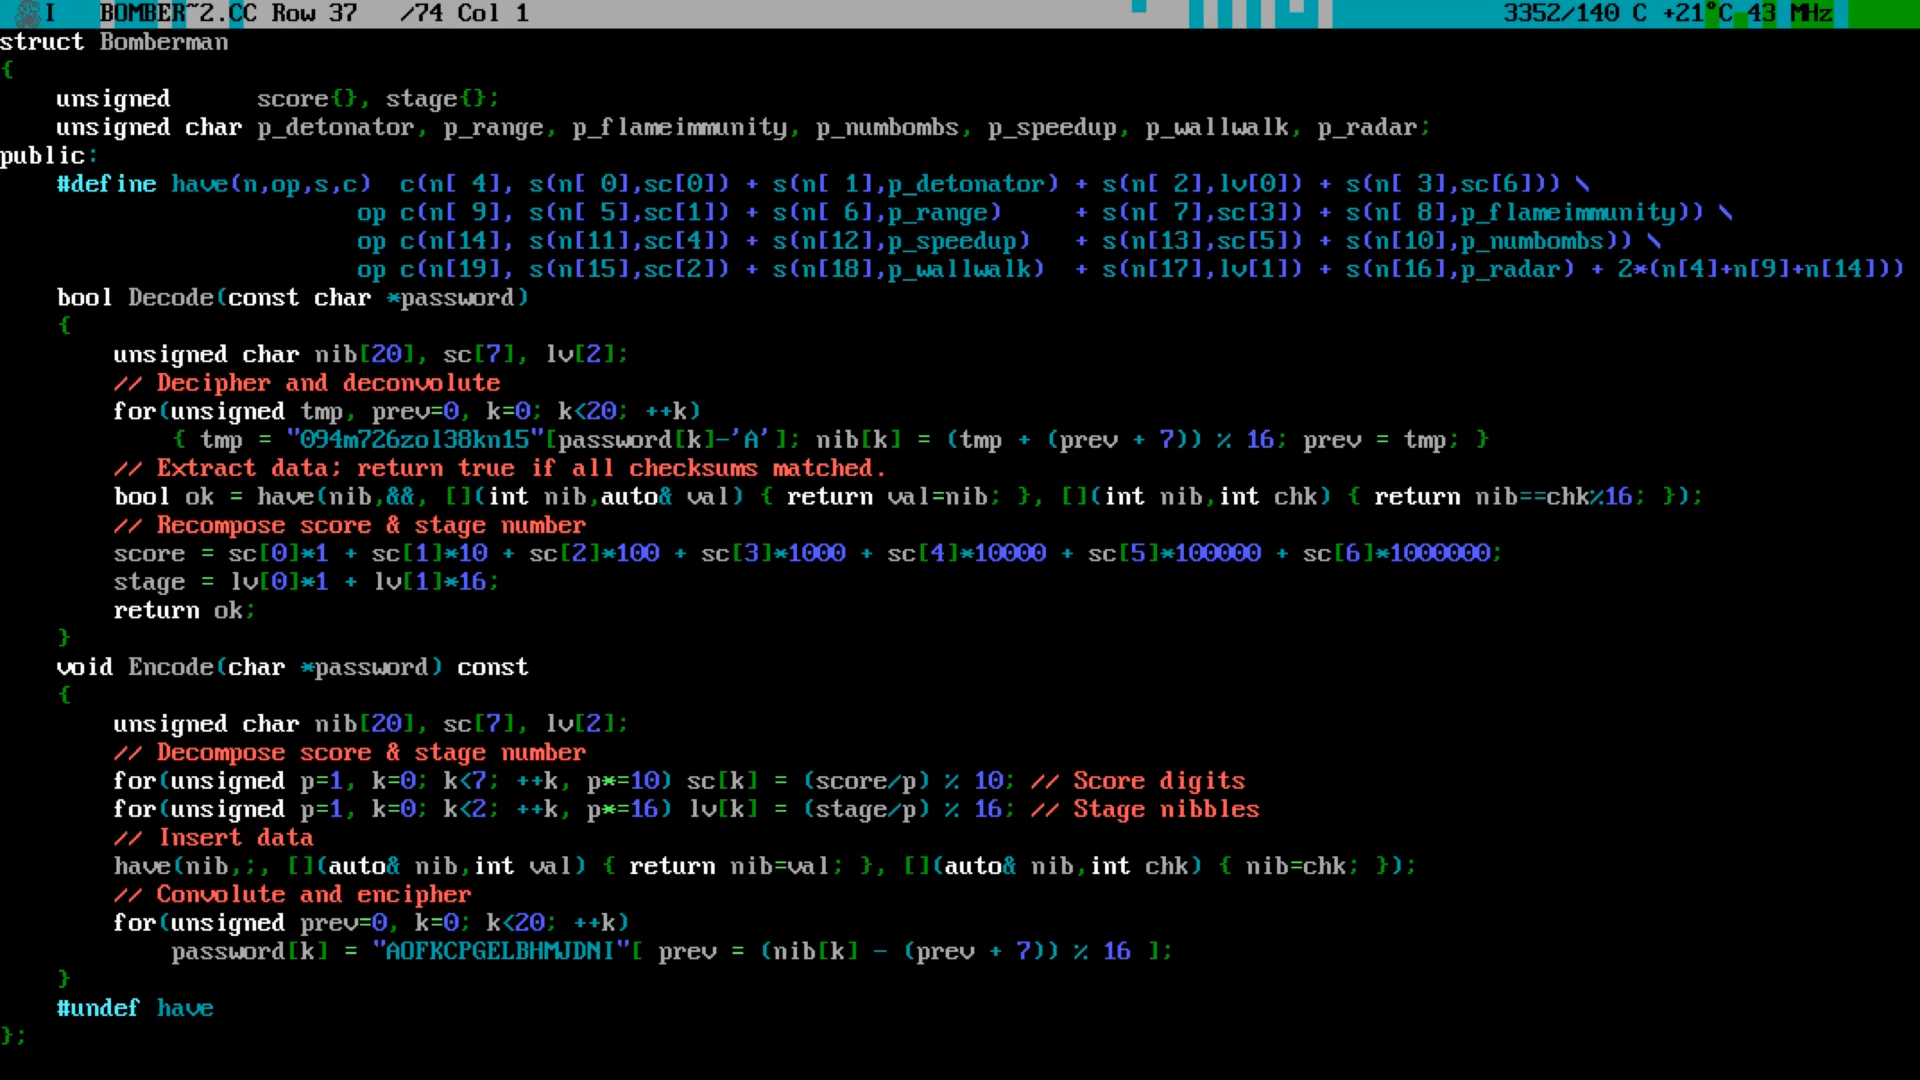 I BOMBER~2.CC Row 37 /74 Col 1 3352/140 C +21°C 43 MHz
struct Bomberman
{
    unsigned      score{}, stage{};
    unsigned char p_detonator, p_range, p_flameimmunity, p_numbombs, p_speedup, p_wallwalk, p_radar;
public:
    #define have(n,op,s,c)  c(n[ 4], s(n[ 0],sc[0]) + s(n[ 1],p_detonator) + s(n[ 2],lv[0]) + s(n[ 3],sc[6])) \
                         op c(n[ 9], s(n[ 5],sc[1]) + s(n[ 6],p_range)     + s(n[ 7],sc[3]) + s(n[ 8],p_flameimmunity)) \
                         op c(n[14], s(n[11],sc[4]) + s(n[12],p_speedup)   + s(n[13],sc[5]) + s(n[10],p_numbombs)) \
                         op c(n[19], s(n[15],sc[2]) + s(n[18],p_wallwalk)  + s(n[17],lv[1]) + s(n[16],p_radar) + 2*(n[4]+n[9]+n[14]))
    bool Decode(const char *password)
    {
        unsigned char nib[20], sc[7], lv[2];
        // Decipher and deconvolute
        for(unsigned tmp, prev=0, k=0; k<20; ++k)
            { tmp = "094m726zol38kn15"[password[k]-'A']; nib[k] = (tmp + (prev + 7)) % 16; prev = tmp; }
        // Extract data; return true if all checksums matched.
        bool ok = have(nib,&&, [](int nib,auto& val) { return val=nib; }, [](int nib,int chk) { return nib==chk%16; });
        // Recompose score & stage number
        score = sc[0]*1 + sc[1]*10 + sc[2]*100 + sc[3]*1000 + sc[4]*10000 + sc[5]*100000 + sc[6]*1000000;
        stage = lv[0]*1 + lv[1]*16;
        return ok;
    }
    void Encode(char *password) const
    {
        unsigned char nib[20], sc[7], lv[2];
        // Decompose score & stage number
        for(unsigned p=1, k=0; k<7; ++k, p*=10) sc[k] = (score/p) % 10; // Score digits
        for(unsigned p=1, k=0; k<2; ++k, p*=16) lv[k] = (stage/p) % 16; // Stage nibbles
        // Insert data
        have(nib,;, [](auto& nib,int val) { return nib=val; }, [](auto& nib,int chk) { nib=chk; });
        // Convolute and encipher
        for(unsigned prev=0, k=0; k<20; ++k)
            password[k] = "AOFKCPGELBHMJDNI"[ prev = (nib[k] - (prev + 7)) % 16 ];
    }
    #undef have
};